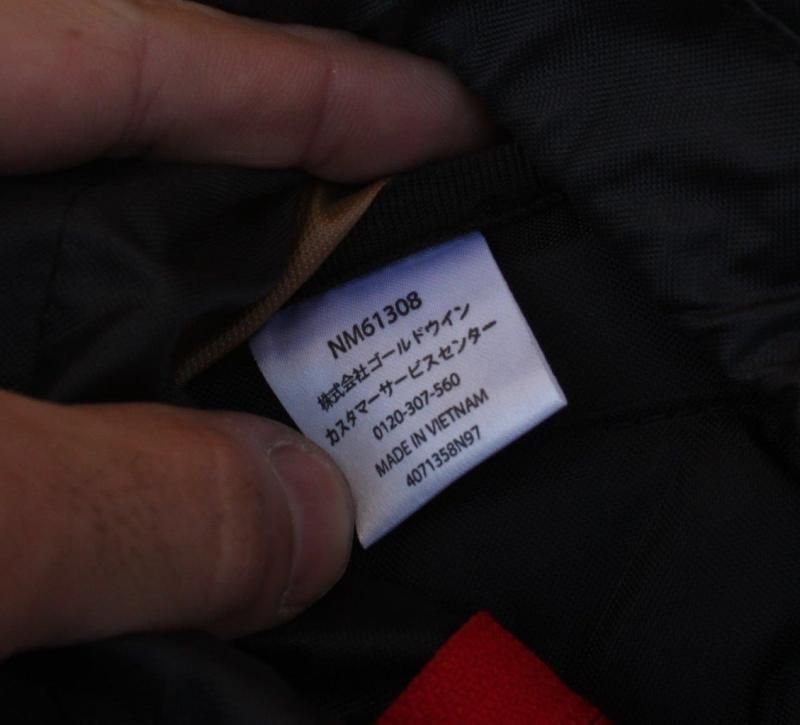 NM61308
株式会社ゴールドウイン
カスタマーサービスセンター
0120-307-560
MADE IN VIETNAM
4071358N97